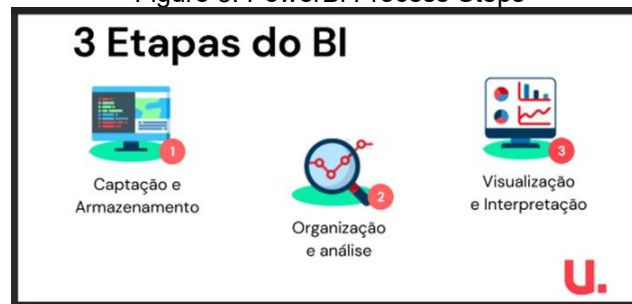 3 Etapas do BI
1
Captação e
Armazenamento
2
Organização
e análise
3
Visualização
e Interpretação
u.